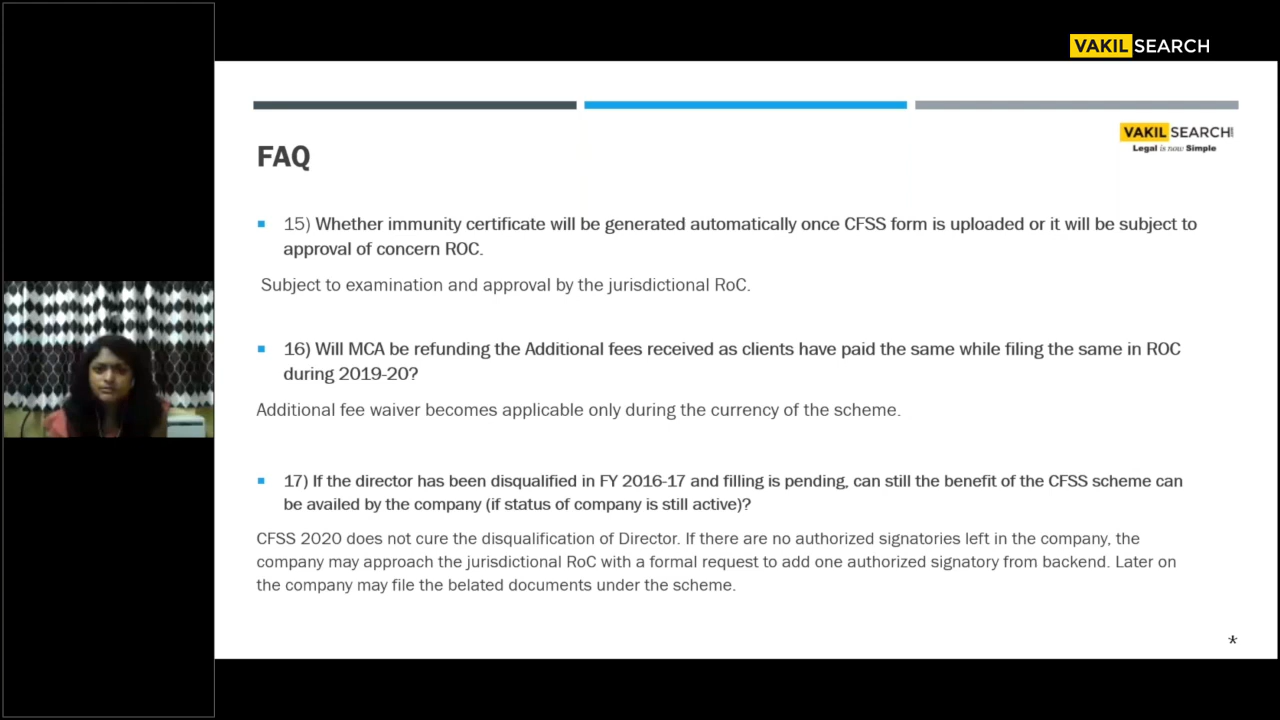 VAKILSEARCH
VAKILSEARCH
Legal is now Simple
FAQ
15) Whether immunity certificate will be generated automatically once CFSS form is uploaded or it will be subject to
approval of concern ROC.
Subject to examination and approval by the jurisdictional RoC.
16) Will MCA be refunding the Additional fees received as clients have paid the same while filing the same in ROC
during 2019-20?
Additional fee waiver becomes applicable only during the currency of the scheme.
17) If the director has been disqualified in FY 2016-17 and filling is pending, can still the benefit of the CFSS scheme can
be availed by the company (if status of company is still active)?
CFSS 2020 does not cure the disqualification of Director. If there are no authorized signatories left in the company, the
company may approach the jurisdictional RoC with a formal request to add one authorized signatory from backend. Later on
the company may file the belated documents under the scheme.
*